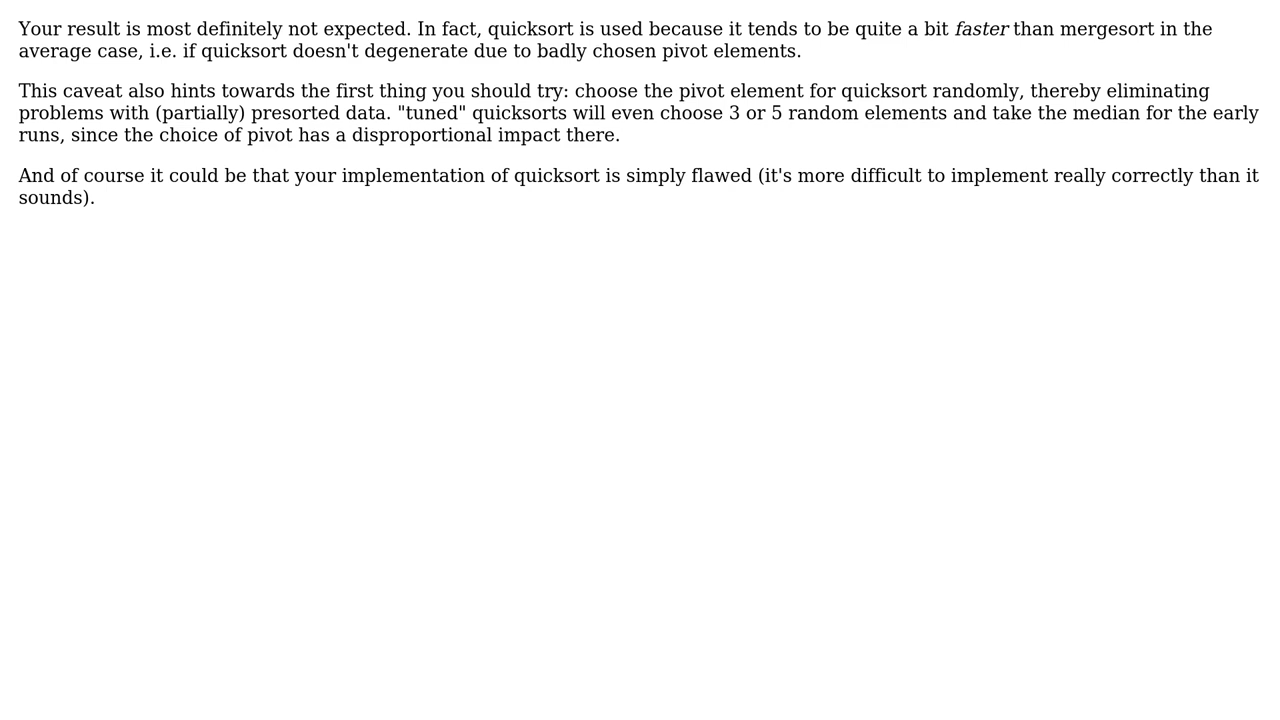 Your result is most definitely not expected. In fact, quicksort is used because it tends to be quite a bit faster than mergesort in the
average case, i.e. if quicksort doesn't degenerate due to badly chosen pivot elements.
This caveat also hints towards the first thing you should try: choose the pivot element for quicksort randomly, thereby eliminating
problems with (partially) presorted data. "tuned" quicksorts will even choose 3 or 5 random elements and take the median for the early
runs, since the choice of pivot has a disproportional impact there.
And of course it could be that your implementation of quicksort is simply flawed (it's more difficult to implement really correctly than it
sounds).